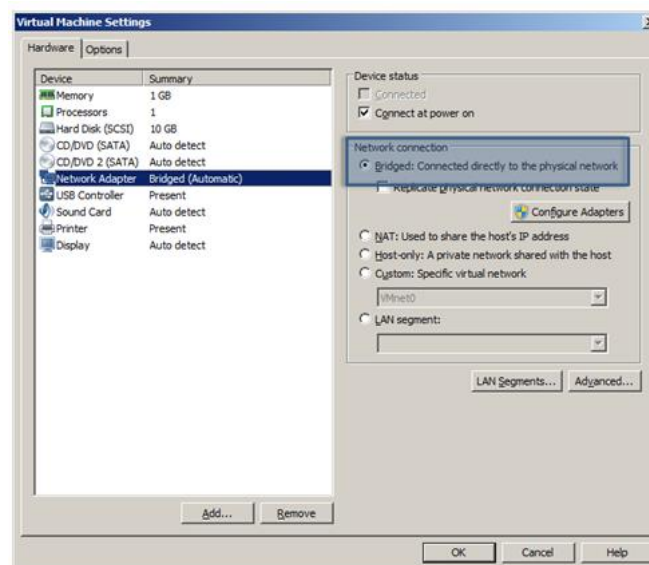 Virtual Machine Settings
Hardware Options
Device Summary
Memory 1 GB
Processors 1
Hard Disk (SCSI) 10 GB
CD/DVD (SATA) Auto detect
CD/DVD 2 (SATA) Auto detect
Network Adapter Bridged (Automatic)
USB Controller Present
Sound Card Auto detect
Printer Present
Display Auto detect
Add... Remove
Device status
Connected
Connect at power on
Network connection
Bridged: Connected directly to the physical network
Replicate physical network connection state
Configure Adapters
NAT: Used to share the host's IP address
Host-only: A private network shared with the host
Custom: Specific virtual network
VMnet0
LAN segment:
LAN Segments... Advanced...
OK Cancel Help